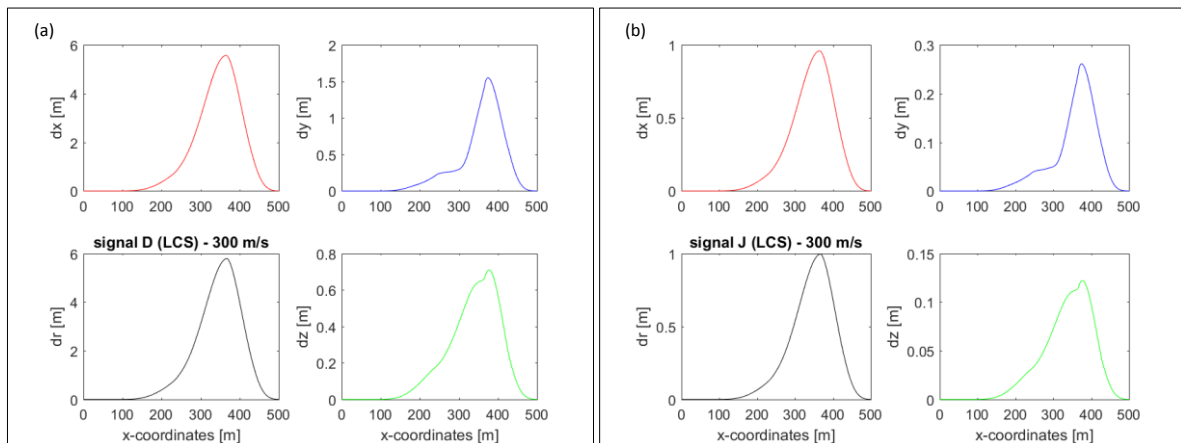 (a)
6
4
2
0
dx [m]
0 100 200 300 400 500
2
1.5
1
0.5
0
dy [m]
0 100 200 300 400 500
signal D (LCS) - 300 m/s
6
4
2
0
dr [m]
0 100 200 300 400 500
x-coordinates [m]
0.8
0.6
0.4
0.2
0
dz [m]
0 100 200 300 400 500
x-coordinates [m]
(b)
1
0.5
0
dx [m]
0 100 200 300 400 500
0.3
0.2
0.1
0
dy [m]
0 100 200 300 400 500
signal J (LCS) - 300 m/s
1
0.5
0
dr [m]
0 100 200 300 400 500
x-coordinates [m]
0.15
0.1
0.05
0
dz [m]
0 100 200 300 400 500
x-coordinates [m]